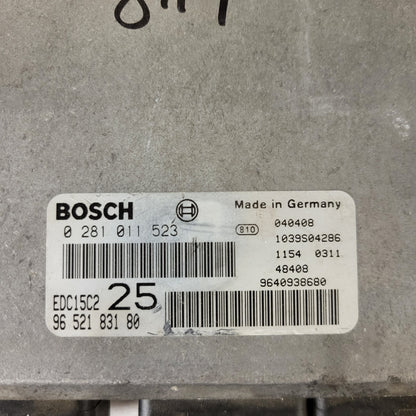 BOSCH
Made in Germany
0 281 011 523
810
040408
1039S04286
1154 0311
48408
9640938680
EDC15C2 25
96 521 831 80